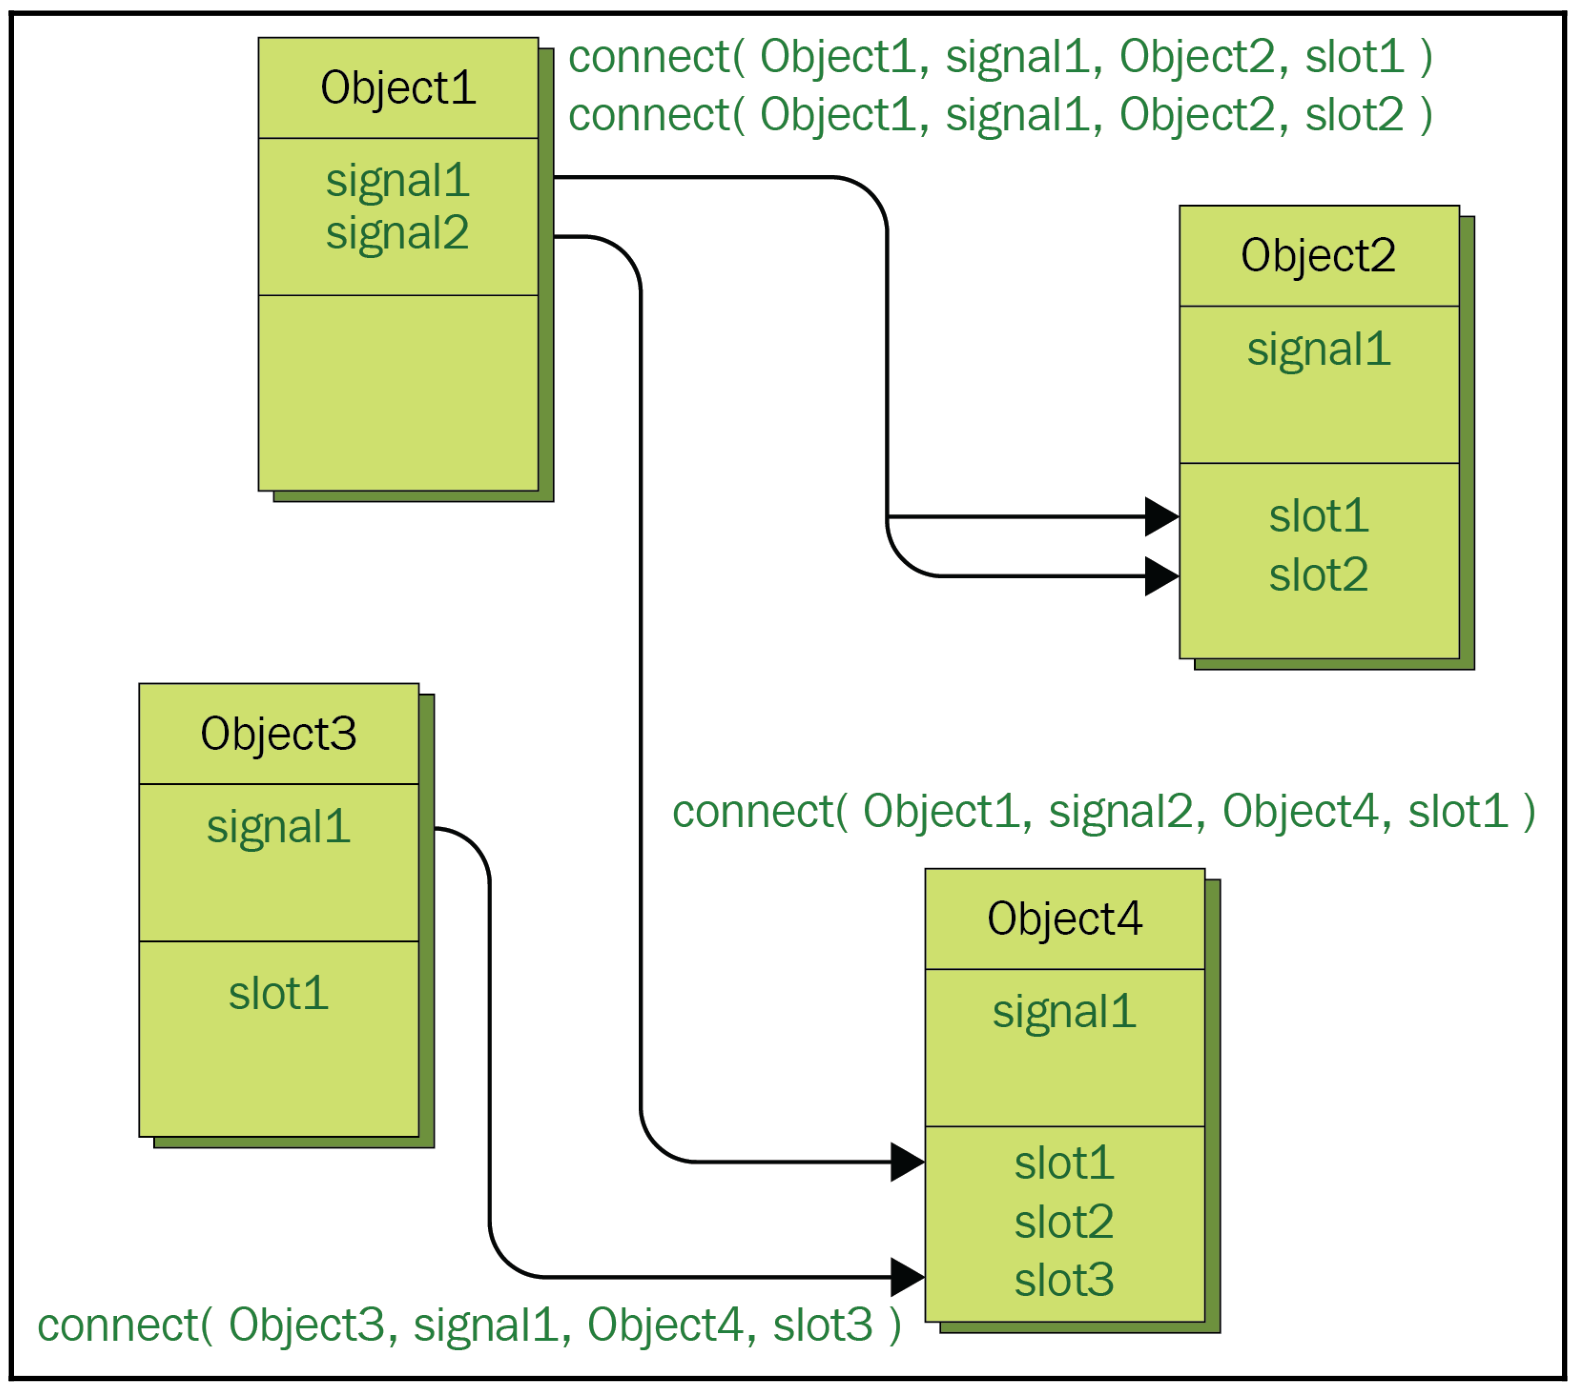 Object1
signal1
signal2
connect( Object1, signal1, Object2, slot1 )
connect( Object1, signal1, Object2, slot2 )
Object2
signal1
slot1
slot2
Object3
signal1
slot1
connect( Object1, signal2, Object4, slot1 )
Object4
signal1
slot1
slot2
slot3
connect( Object3, signal1, Object4, slot3 )